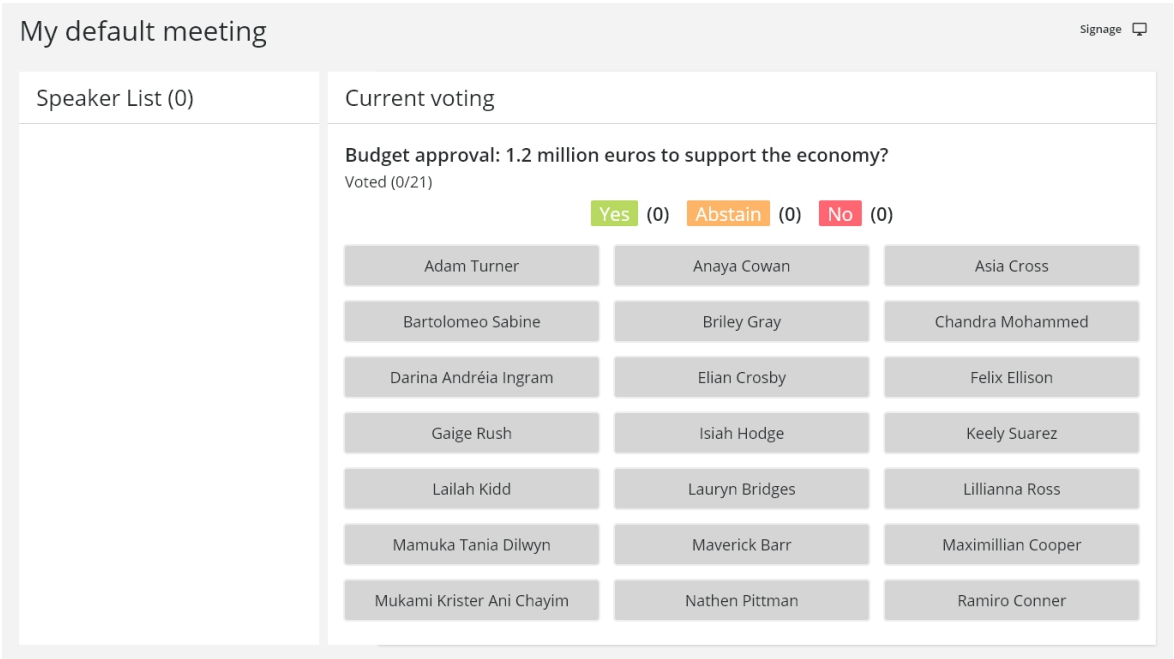 My default meeting
Signage
Speaker List (0)
Current voting
Budget approval: 1.2 million euros to support the economy?
Voted (0/21)
Yes (0) Abstain (0) No (0)
Adam Turner Anaya Cowan Asia Cross
Bartolomeo Sabine Briley Gray Chandra Mohammed
Darina Andréia Ingram Elian Crosby Felix Ellison
Gaige Rush Isiah Hodge Keely Suarez
Lailah Kidd Lauryn Bridges Lillianna Ross
Mamuka Tania Dilwyn Maverick Barr Maximillian Cooper
Mukami Krister Ani Chayim Nathen Pittman Ramiro Conner